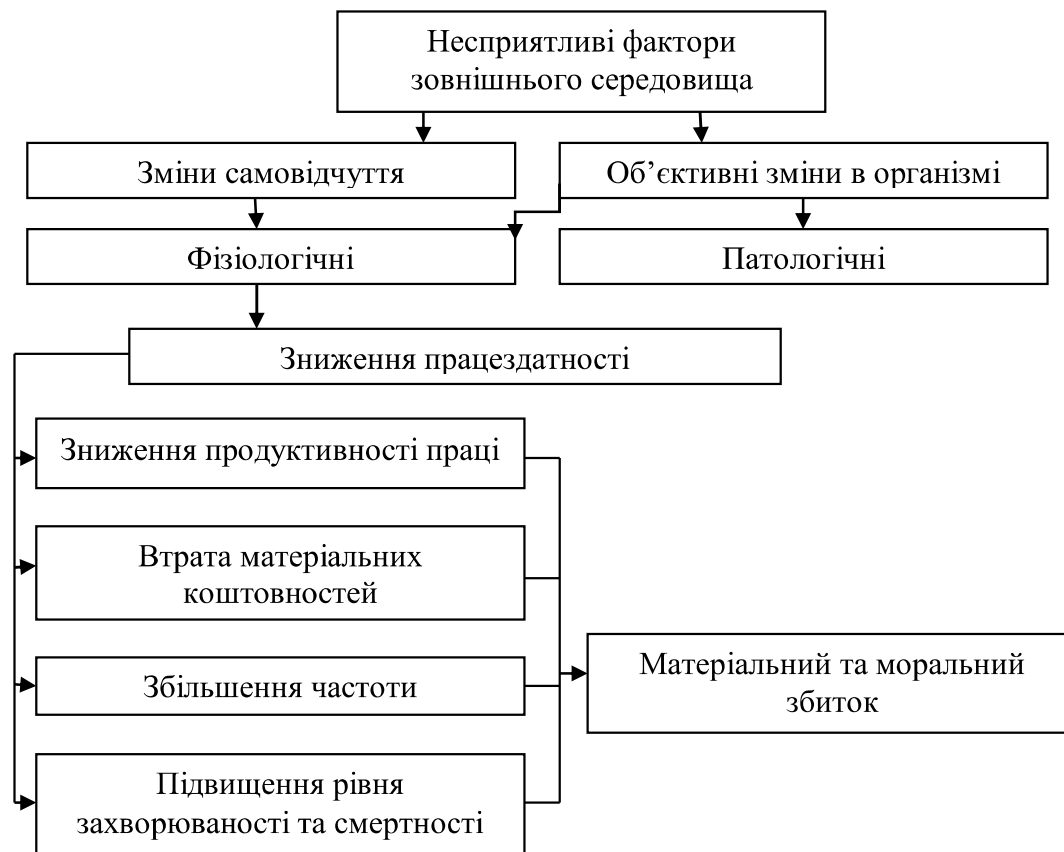 Несприятливі фактори
зовнішнього середовища
Зміни самовідчуття
Об’єктивні зміни в організмі
Фізіологічні
Патологічні
Зниження працездатності
Зниження продуктивності праці
Втрата матеріальних
коштовностей
Збільшення частоти
Матеріальний та моральний
збиток
Підвищення рівня
захворюваності та смертності